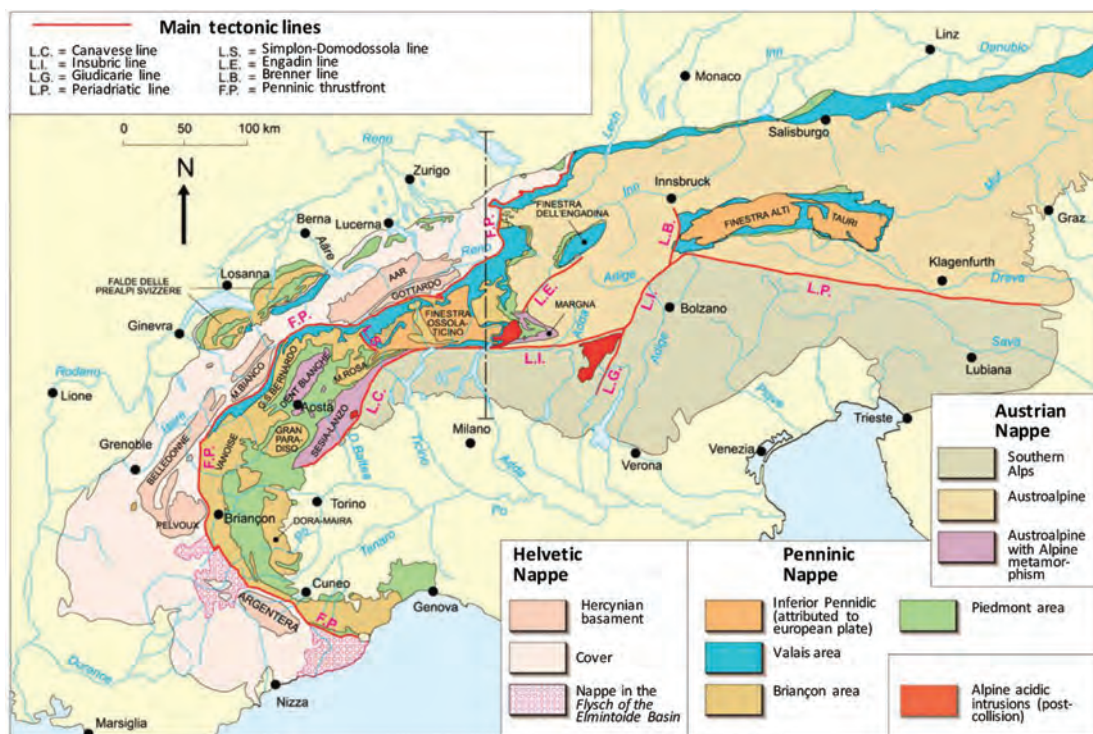 Main tectonic lines
L.C. = Canavese line
L.I. = Insubric line
L.G. = Giudicarie line
L.P. = Periadriatic line
L.S. = Simplon-Domodossola line
L.E. = Engadin line
L.B. = Brenner line
F.P. = Penninic thrustfront
0 50 100 km
N
Linz
Danubio
Inn
Monaco
Salisburgo
Lech
Reno
Zurigo
Inn
Innsbruck
Mur
Graz
FINESTRA
DELL'ENGADINA
L.B.
FINESTRA ALTI
TAURI
Berna
Lucerna
Aäre
F.P.
Reno
Klagenfurth
Drava
Losanna
AAR
GOTTARDO
Adige
L.E.
L.I.
L.P.
FALDE DELLE
PREALPI SVIZZERE
F.P.
FINESTRA
OSSOLA-
TICINO
MARGNA
Bolzano
Ginevra
L.S.
Adda
L.I.
Adige
L.G.
Sava
Lubiana
Rodano
Lione
M.BIANCO
G.S.BERNARDO
DENT BLANCHE
M.ROSA
L.C.
Isere
Aosta
SESIA-LANZO
Piave
Trieste
Grenoble
BELLEDONNE
F.P.
VANOISE
GRAN
PARA-
DISO
D.Baltea
Ticino
Milano
Adda
Verona
Venezia
PELVOUX
Briançon
Torino
DORA-MAIRA
Po
Po
Tanaro
Cuneo
ARGENTERA
F.P.
Genova
Durance
Nizza
Marsiglia
Helvetic
Nappe
Hercynian
basament
Cover
Nappe in the
Flysch of the
Elmintoide Basin
Penninic
Nappe
Inferior Pennidic
(attributed to
european plate)
Valais area
Briançon area
Piedmont area
Alpine acidic
intrusions (post-
collision)
Austrian
Nappe
Southern
Alps
Austroalpine
Austroalpine
with Alpine
metamor-
phism